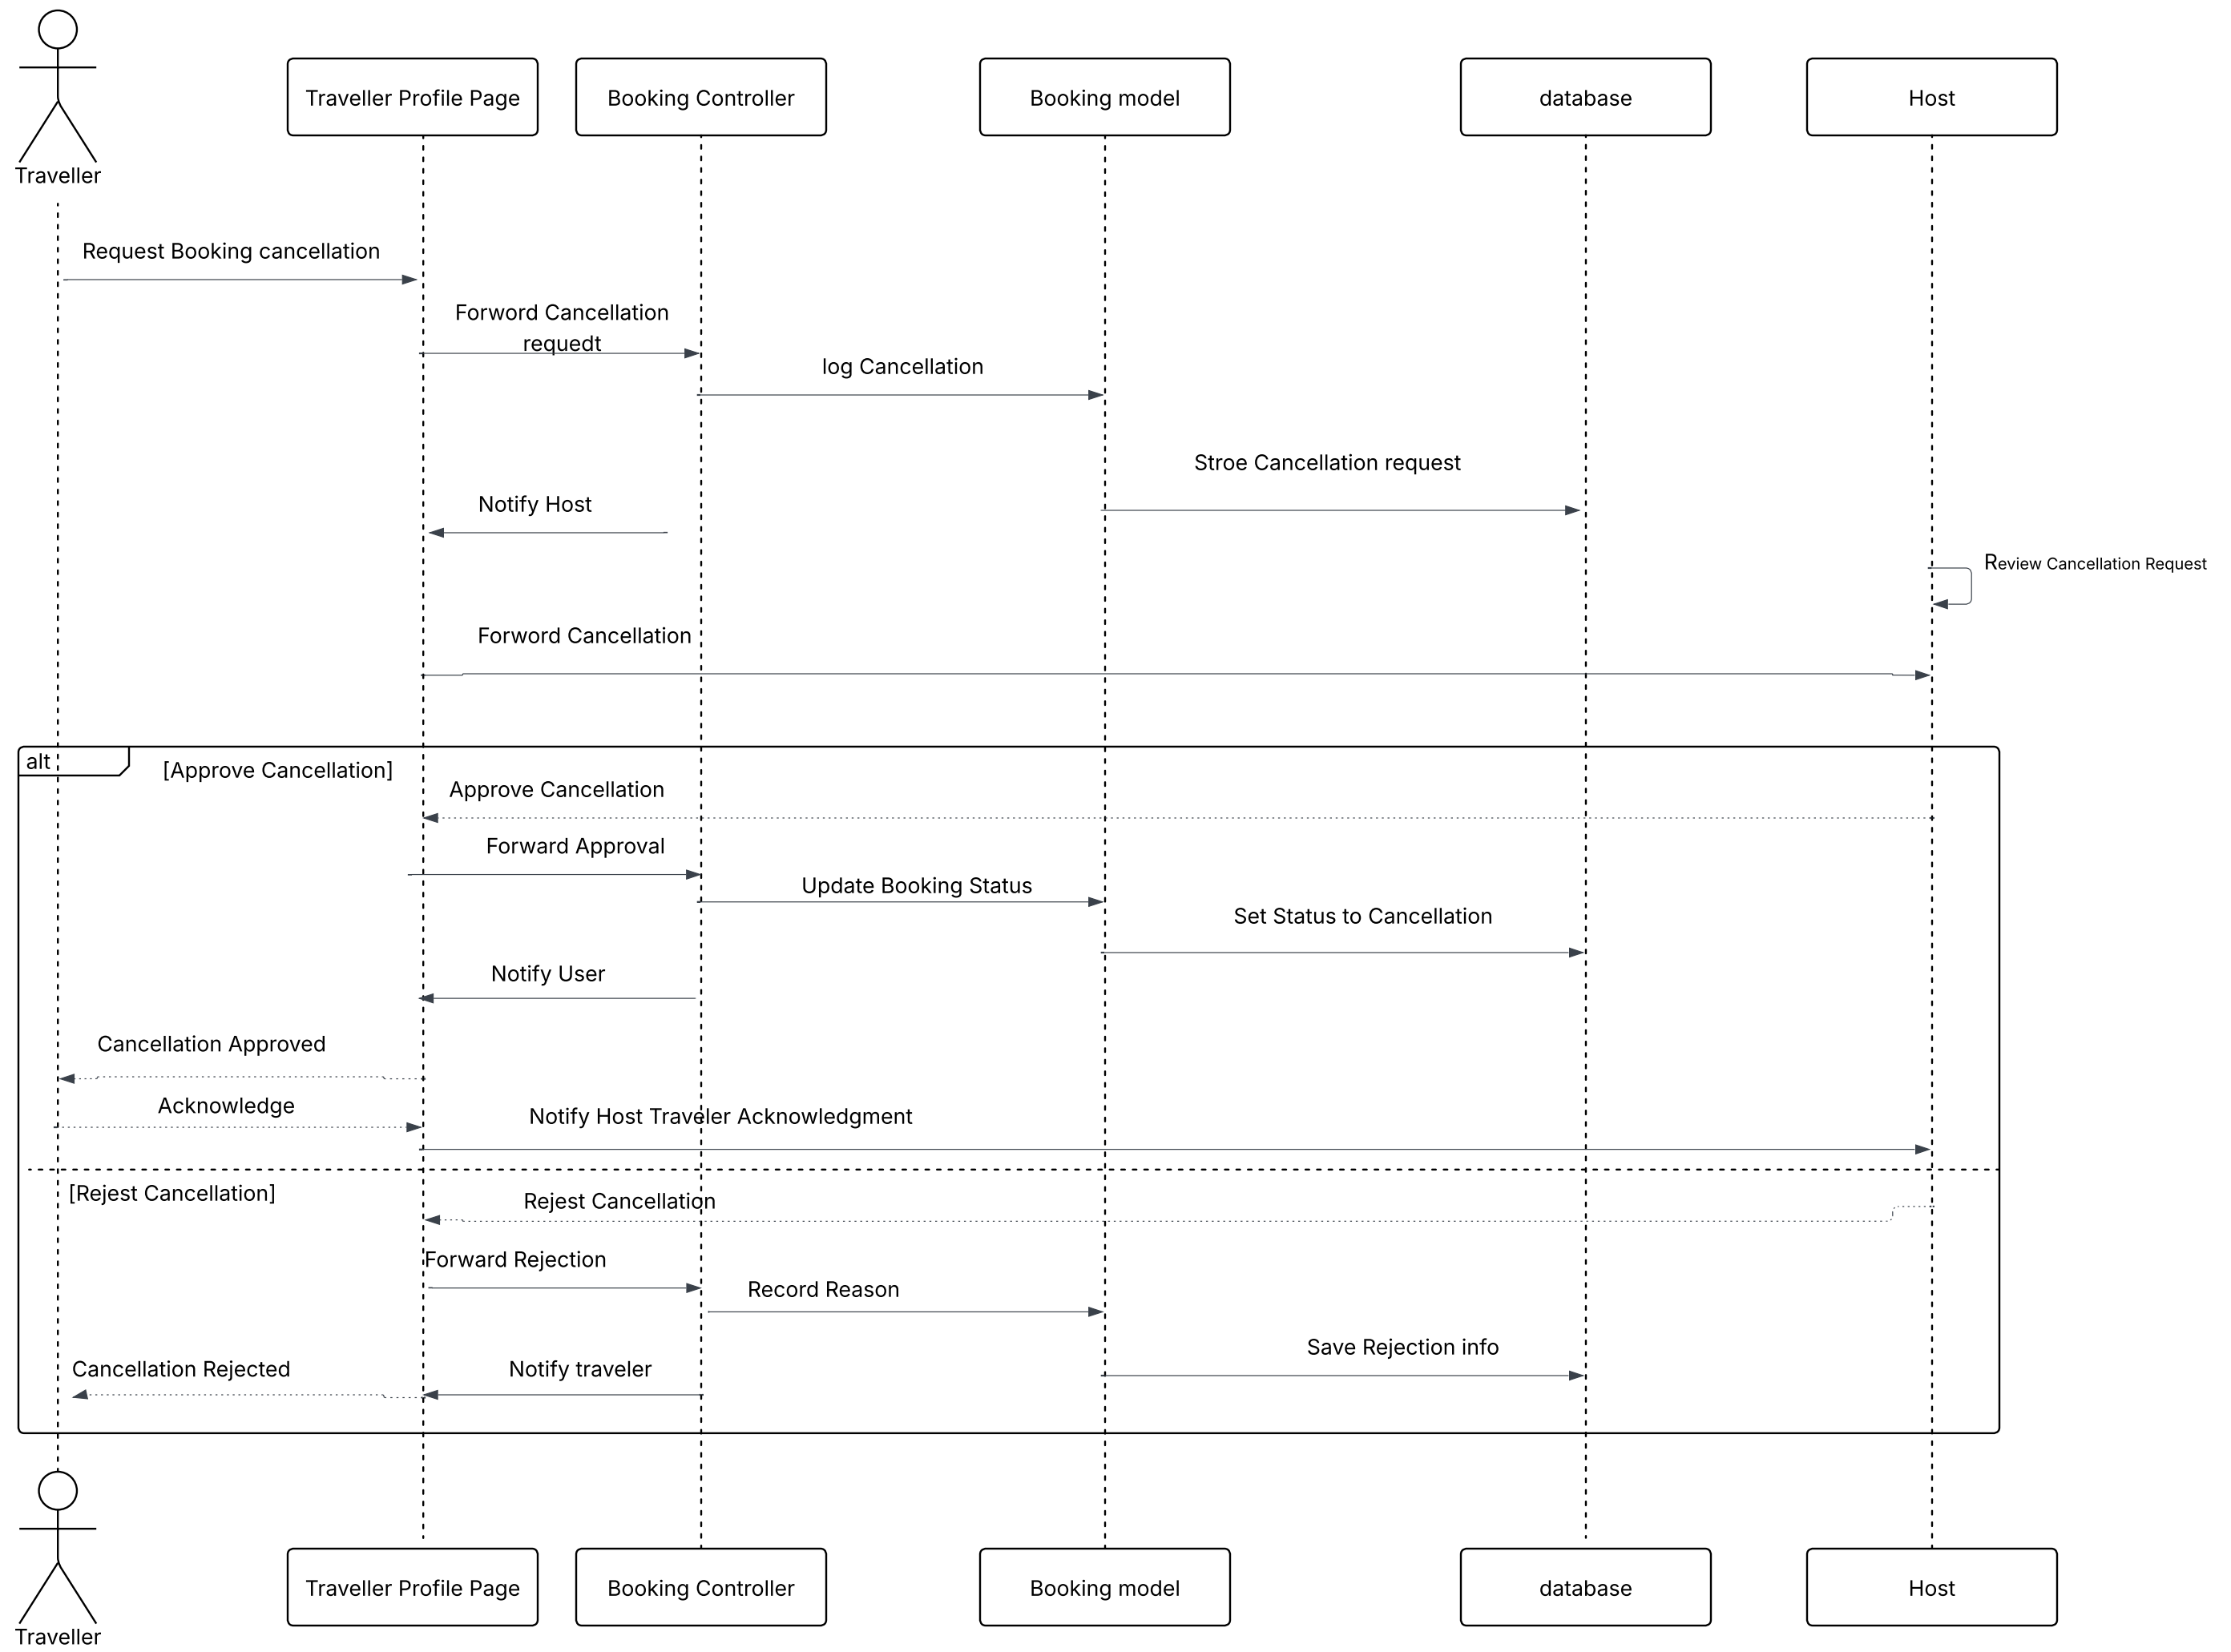 Traveller
Traveller Profile Page
Booking Controller
Booking model
database
Host
Request Booking cancellation
Forword Cancellation
requedt
log Cancellation
Stroe Cancellation request
Notify Host
Review Cancellation Request
Forword Cancellation
alt
[Approve Cancellation]
Approve Cancellation
Forward Approval
Update Booking Status
Set Status to Cancellation
Notify User
Cancellation Approved
Acknowledge
Notify Host Traveler Acknowledgment
[Rejest Cancellation]
Rejest Cancellation
Forward Rejection
Record Reason
Save Rejection info
Cancellation Rejected
Notify traveler
Traveller Profile Page
Booking Controller
Booking model
database
Host
Traveller